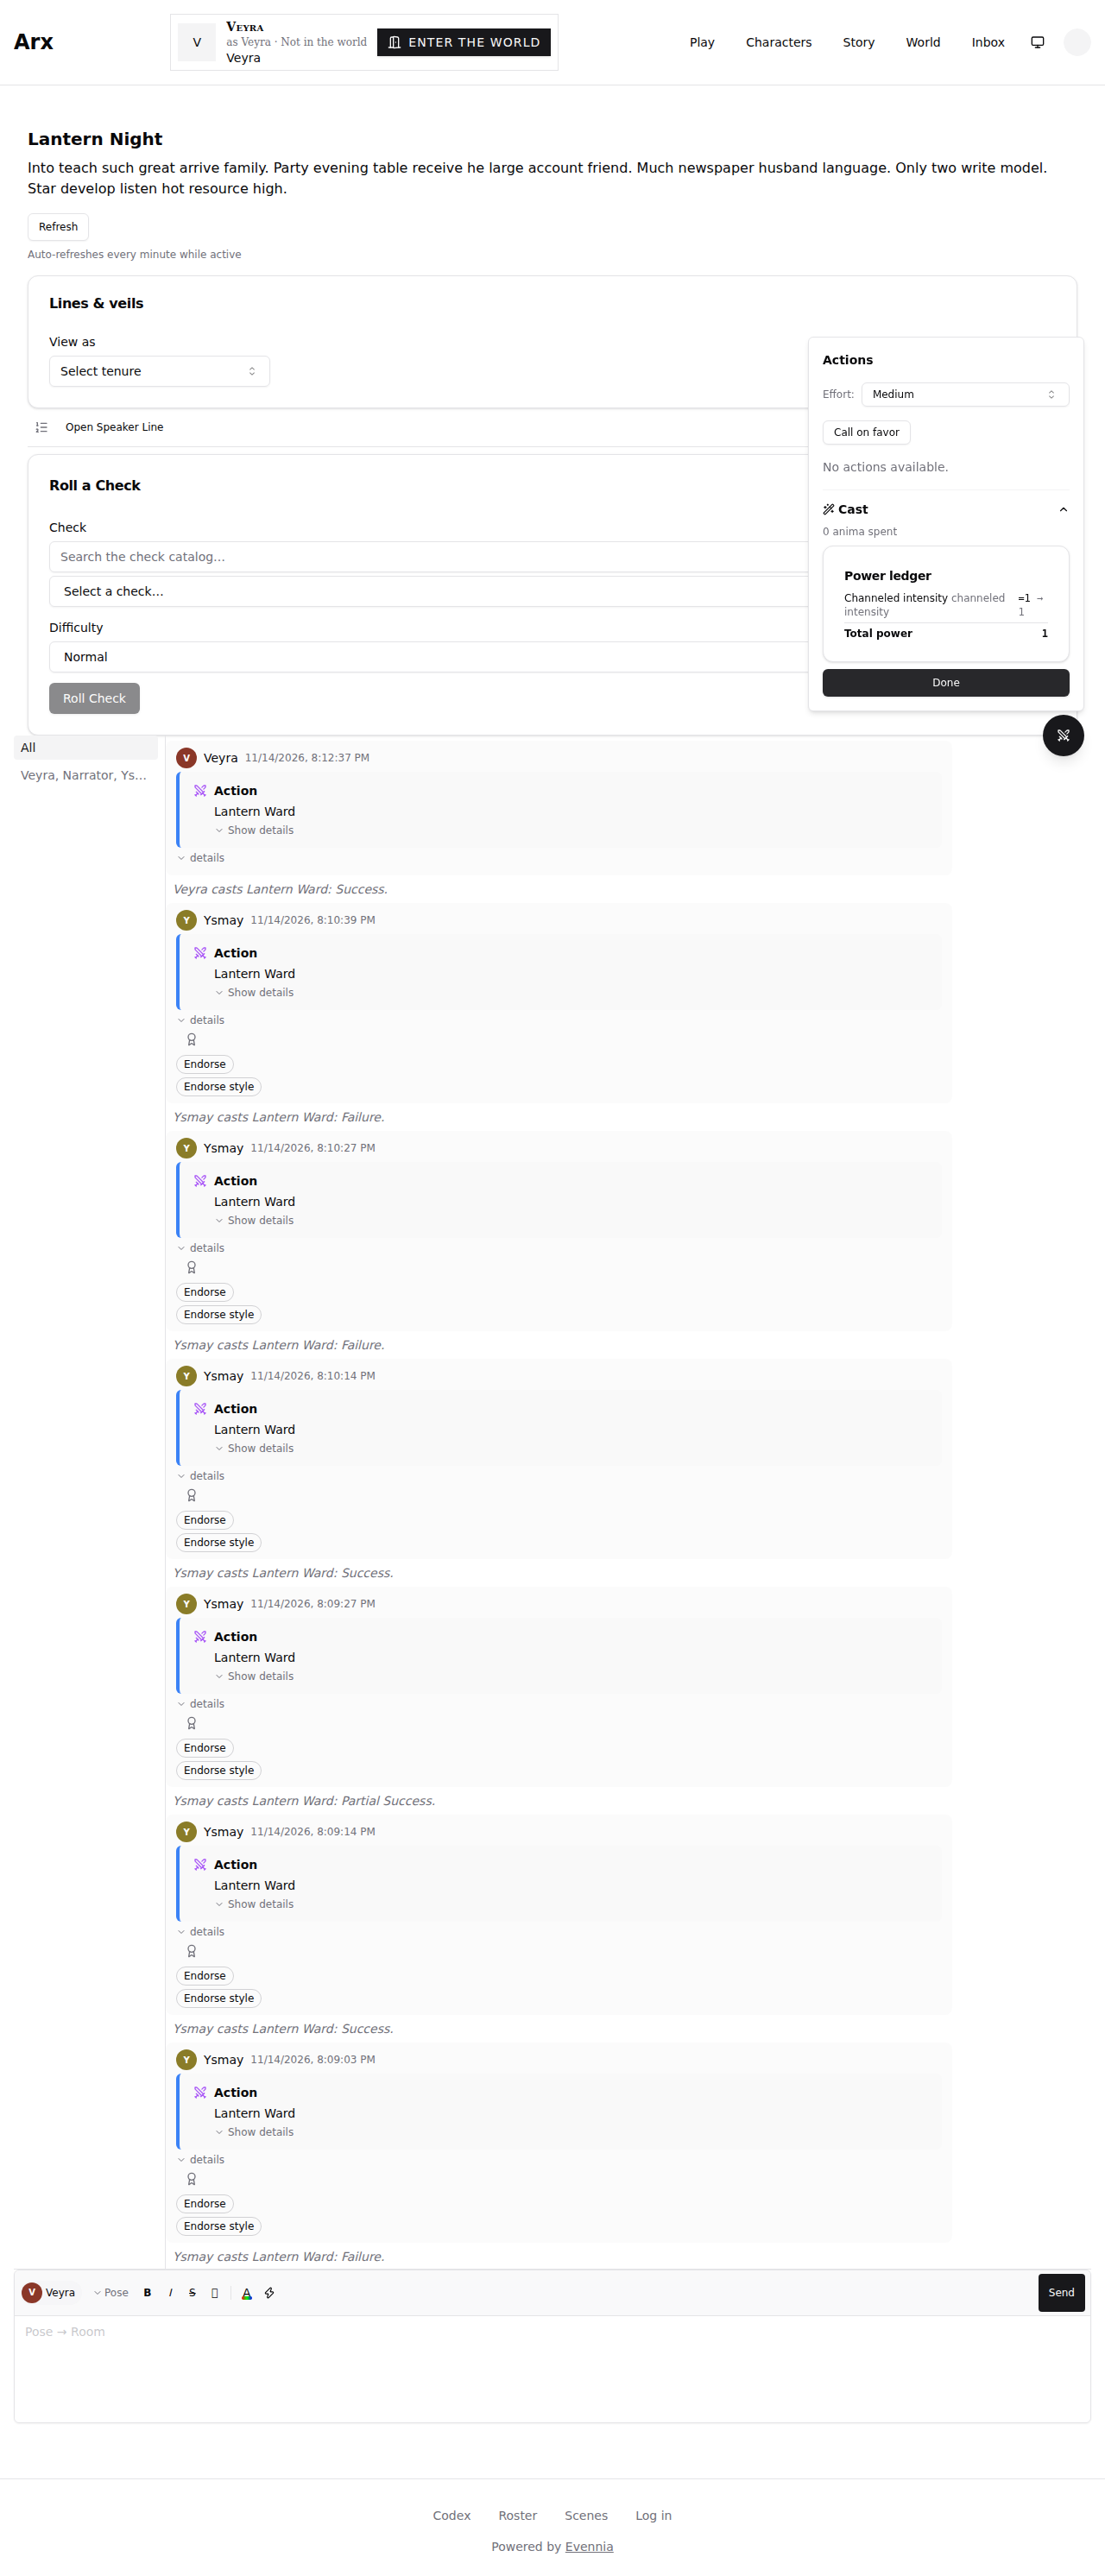 Arx
V
Veyra
as Veyra · Not in the world
Veyra
ENTER THE WORLD
Play
Characters
Story
World
Inbox
Lantern Night
Into teach such great arrive family. Party evening table receive he large account friend. Much newspaper husband language. Only two write model.
Star develop listen hot resource high.
Refresh
Auto-refreshes every minute while active
Lines & veils
View as
Select tenure
Open Speaker Line
Roll a Check
Check
Search the check catalog...
Select a check...
Difficulty
Normal
Roll Check
Actions
Effort:
Medium
Call on favor
No actions available.
Cast
0 anima spent
Power ledger
Channeled intensity channeled =1 →
intensity 1
Total power 1
Done
All
Veyra, Narrator, Ys...
V
Veyra 11/14/2026, 8:12:37 PM
Action
Lantern Ward
Show details
details
Veyra casts Lantern Ward: Success.
Y
Ysmay 11/14/2026, 8:10:39 PM
Action
Lantern Ward
Show details
details
Endorse
Endorse style
Ysmay casts Lantern Ward: Failure.
Y
Ysmay 11/14/2026, 8:10:27 PM
Action
Lantern Ward
Show details
details
Endorse
Endorse style
Ysmay casts Lantern Ward: Failure.
Y
Ysmay 11/14/2026, 8:10:14 PM
Action
Lantern Ward
Show details
details
Endorse
Endorse style
Ysmay casts Lantern Ward: Success.
Y
Ysmay 11/14/2026, 8:09:27 PM
Action
Lantern Ward
Show details
details
Endorse
Endorse style
Ysmay casts Lantern Ward: Partial Success.
Y
Ysmay 11/14/2026, 8:09:14 PM
Action
Lantern Ward
Show details
details
Endorse
Endorse style
Ysmay casts Lantern Ward: Success.
Y
Ysmay 11/14/2026, 8:09:03 PM
Action
Lantern Ward
Show details
details
Endorse
Endorse style
Ysmay casts Lantern Ward: Failure.
V
Veyra
Pose
B
I
S
A
Send
Pose → Room
Codex
Roster
Scenes
Log in
Powered by Evennia